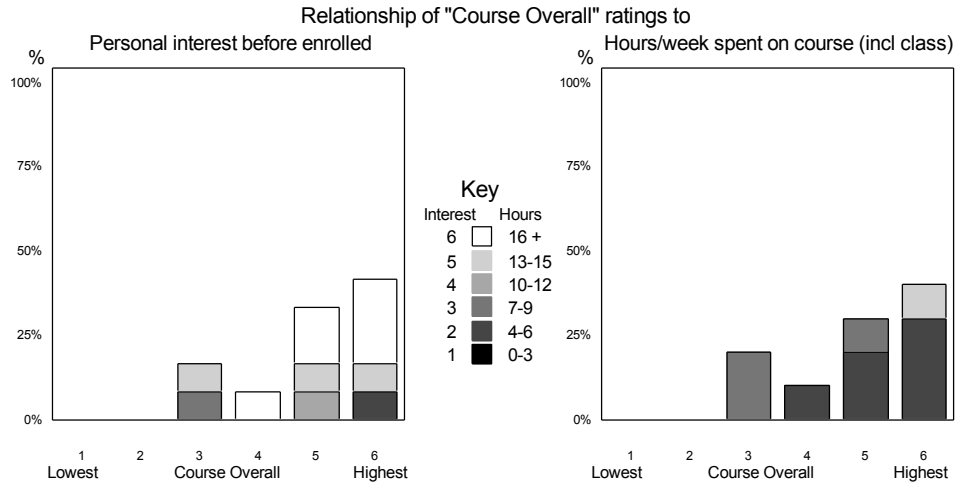 Relationship of "Course Overall" ratings to
Personal interest before enrolled
%
100%
75%
50%
25%
0%
1 2 3 4 5 6
Lowest Course Overall Highest
Key
Interest Hours
6 16 +
5 13-15
4 10-12
3 7-9
2 4-6
1 0-3
Hours/week spent on course (incl class)
%
100%
75%
50%
25%
0%
1 2 3 4 5 6
Lowest Course Overall Highest